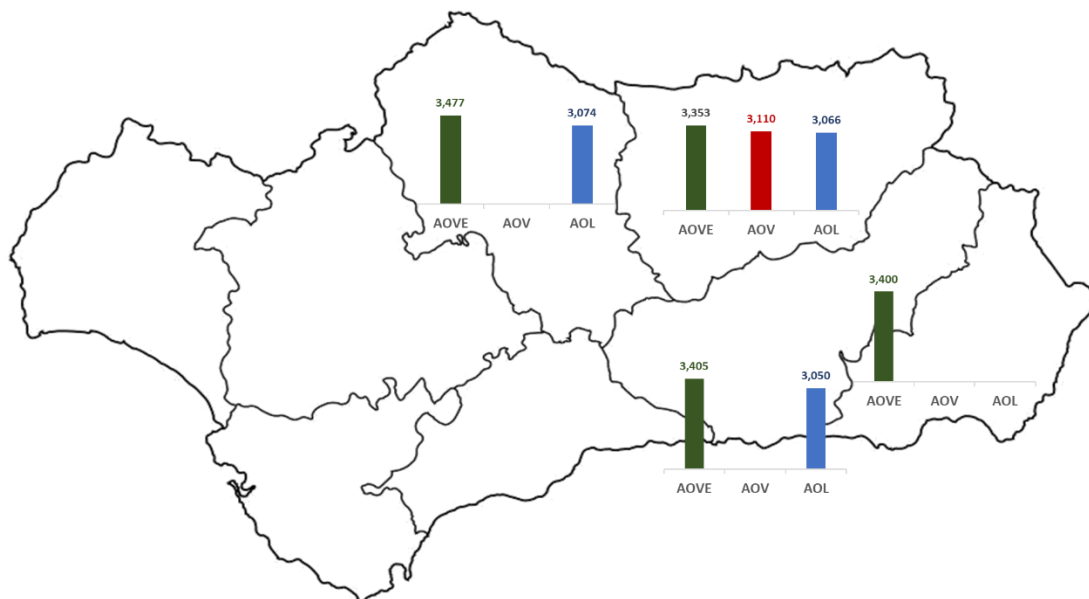 3,477 3,074
AOVE AOV AOL
3,353 3,110 3,066
AOVE AOV AOL
3,400
AOVE AOV AOL
3,405 3,050
AOVE AOV AOL